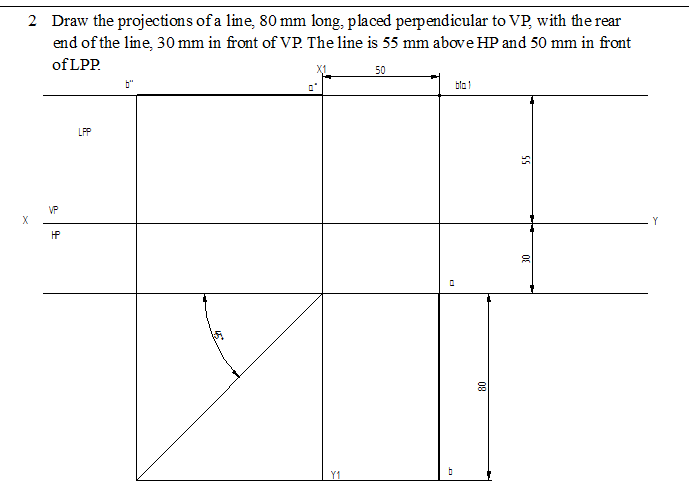 2 Draw the projections of a line, 80 mm long, placed perpendicular to VP, with the rear
end of the line, 30 mm in front of VP. The line is 55 mm above HP and 50 mm in front
of LPP.
X1 50
b" a"
LPP
55
VP
X Y
HP
30
a
80
Y1 b